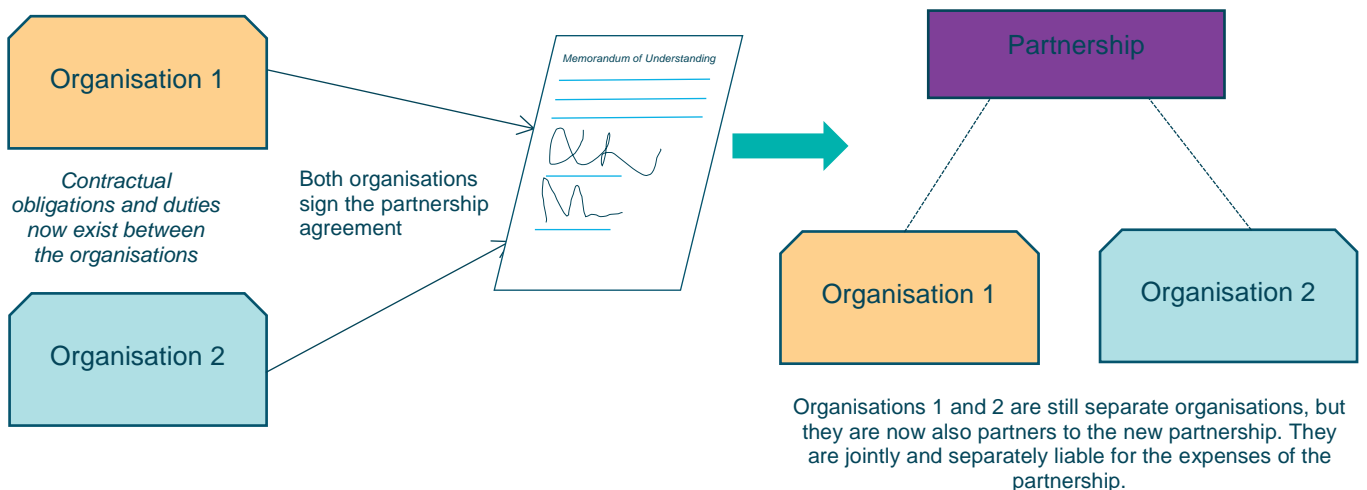 Organisation 1
Contractual
obligations and duties
now exist between
the organisations
Organisation 2
Both organisations
sign the partnership
agreement
Memorandum of Understanding
Partnership
Organisation 1
Organisation 2
Organisations 1 and 2 are still separate organisations, but
they are now also partners to the new partnership. They
are jointly and separately liable for the expenses of the
partnership.